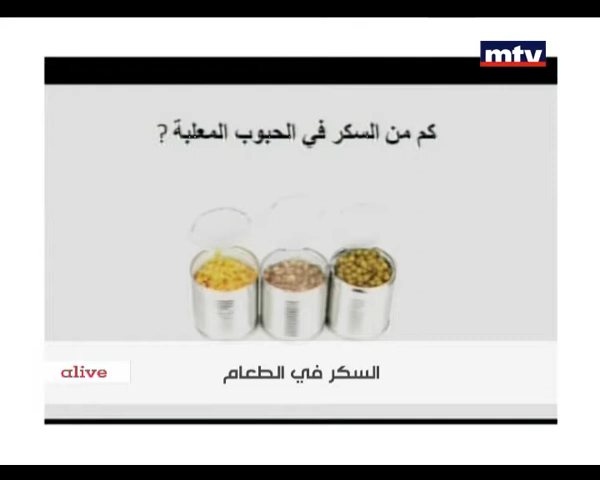 mtv
كم من السكر في الحبوب المعلبة ?
alive
السكر في الطعام